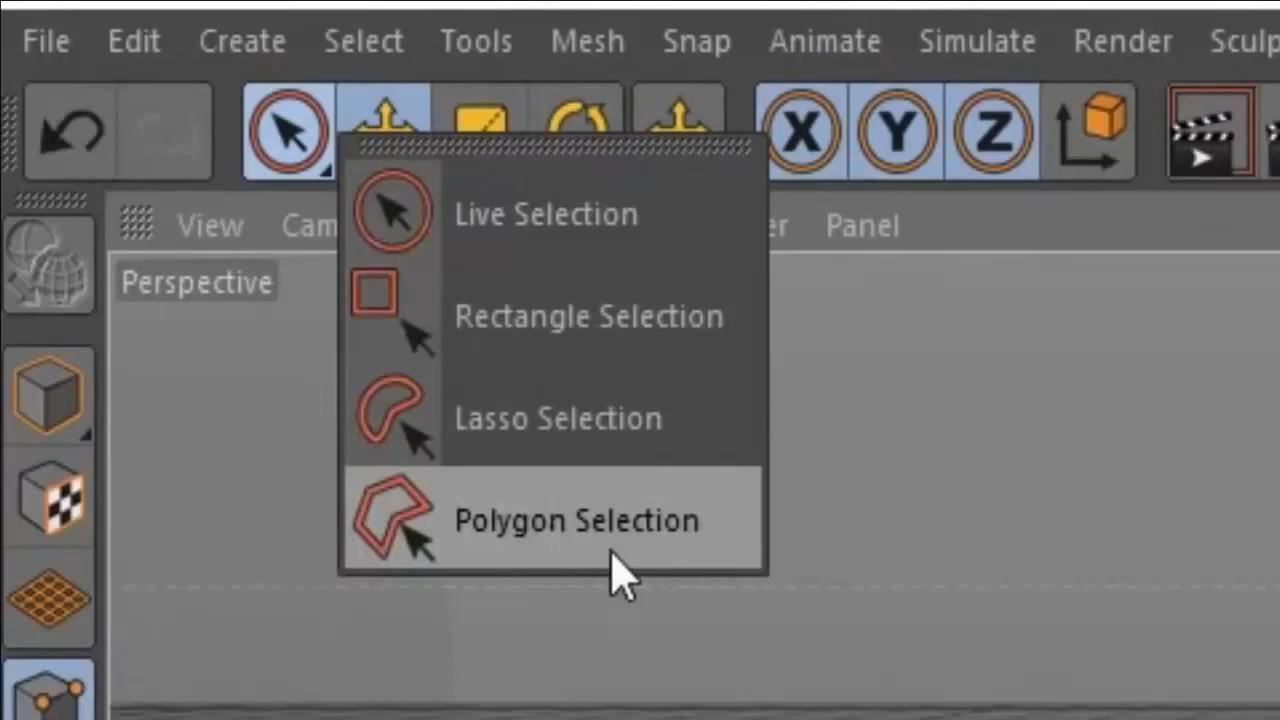 File Edit Create Select Tools Mesh Snap Animate Simulate Render
X Y Z
View Panel
Perspective
Live Selection
Rectangle Selection
Lasso Selection
Polygon Selection